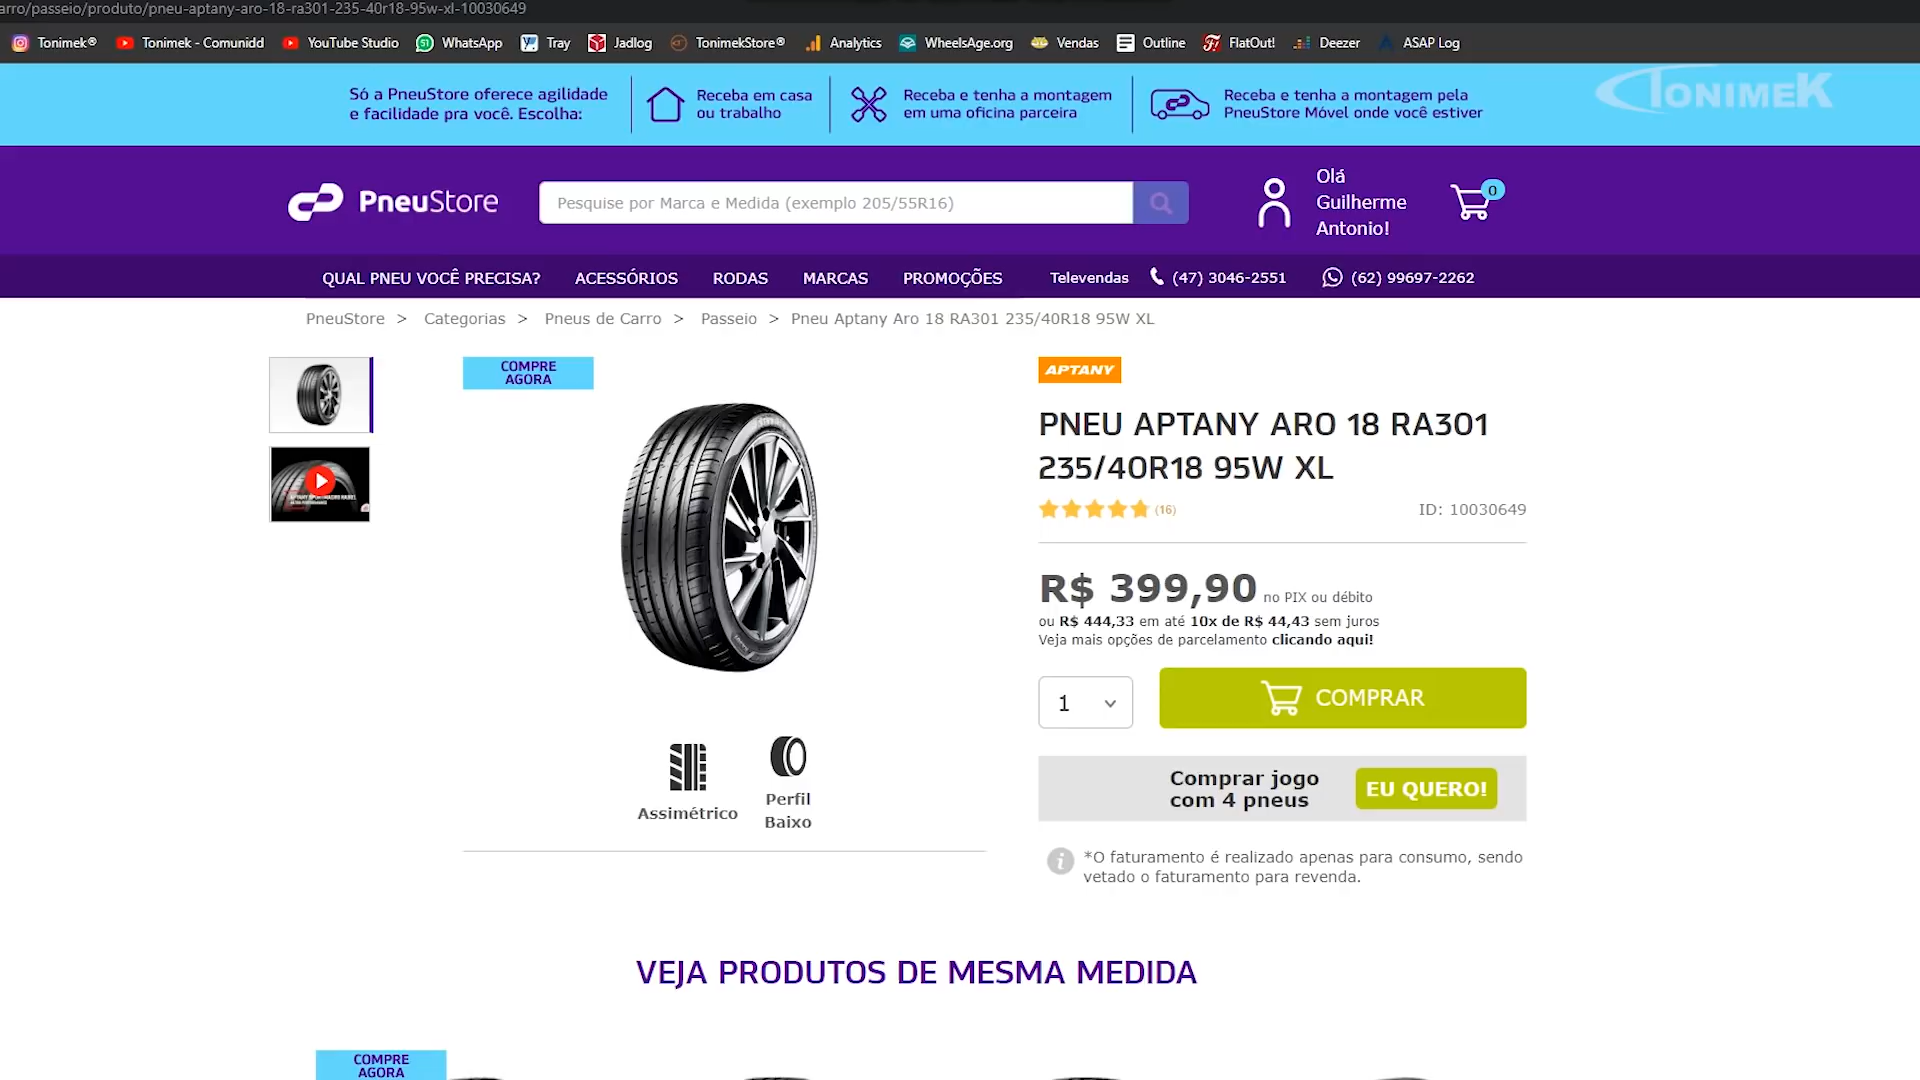 arro/passeio/produto/pneu-aptany-aro-18-ra301-235-40r18-95w-xl-10030649
Tonimek® Tonimek - Comunidd YouTube Studio WhatsApp Tray Jadlog TonimekStore® Analytics WheelsAge.org Vendas Outline FlatOut! Deezer ASAP Log
Só a PneuStore oferece agilidade
e facilidade pra você. Escolha:
Receba em casa
ou trabalho
Receba e tenha a montagem
em uma oficina parceira
Receba e tenha a montagem pela
PneuStore Móvel onde você estiver
TONIMEK
PneuStore
Pesquise por Marca e Medida (exemplo 205/55R16)
Olá
Guilherme
Antonio!
0
QUAL PNEU VOCÊ PRECISA? ACESSÓRIOS RODAS MARCAS PROMOÇÕES Televendas (47) 3046-2551 (62) 99697-2262
PneuStore > Categorias > Pneus de Carro > Passeio > Pneu Aptany Aro 18 RA301 235/40R18 95W XL
COMPRE
AGORA
APTANY
PNEU APTANY ARO 18 RA301
235/40R18 95W XL
(16)
ID: 10030649
R$ 399,90 no PIX ou débito
ou R$ 444,33 em até 10x de R$ 44,43 sem juros
Veja mais opções de parcelamento clicando aqui!
1
COMPRAR
Assimétrico
Perfil
Baixo
Comprar jogo
com 4 pneus
EU QUERO!
*O faturamento é realizado apenas para consumo, sendo
vetado o faturamento para revenda.
VEJA PRODUTOS DE MESMA MEDIDA
COMPRE
AGORA